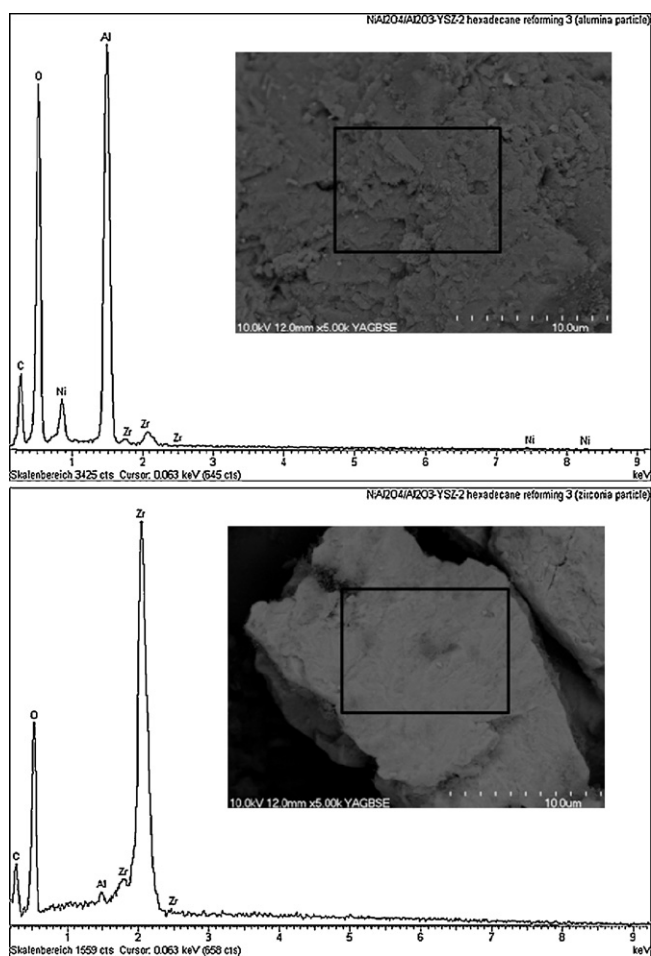 NiAl2O4/Al2O3-YSZ-2 hexadecane reforming 3 (alumina particle)
Al
O
C
Ni
Zr
Zr
Zr
Ni
Ni
10.0kV 12.0mm x5.00k YAGBSE
10.0um
1 2 3 4 5 6 7 8 9
Skalenbereich 3425 cts Cursor: 0.063 keV (645 cts)
keV
NiAl2O4/Al2O3-YSZ-2 hexadecane reforming 3 (zirconia particle)
Zr
O
C
Al
Zr
Zr
10.0kV 12.0mm x5.00k YAGBSE
10.0um
1 2 3 4 5 6 7 8 9
Skalenbereich 1559 cts Cursor: 0.063 keV (658 cts)
keV